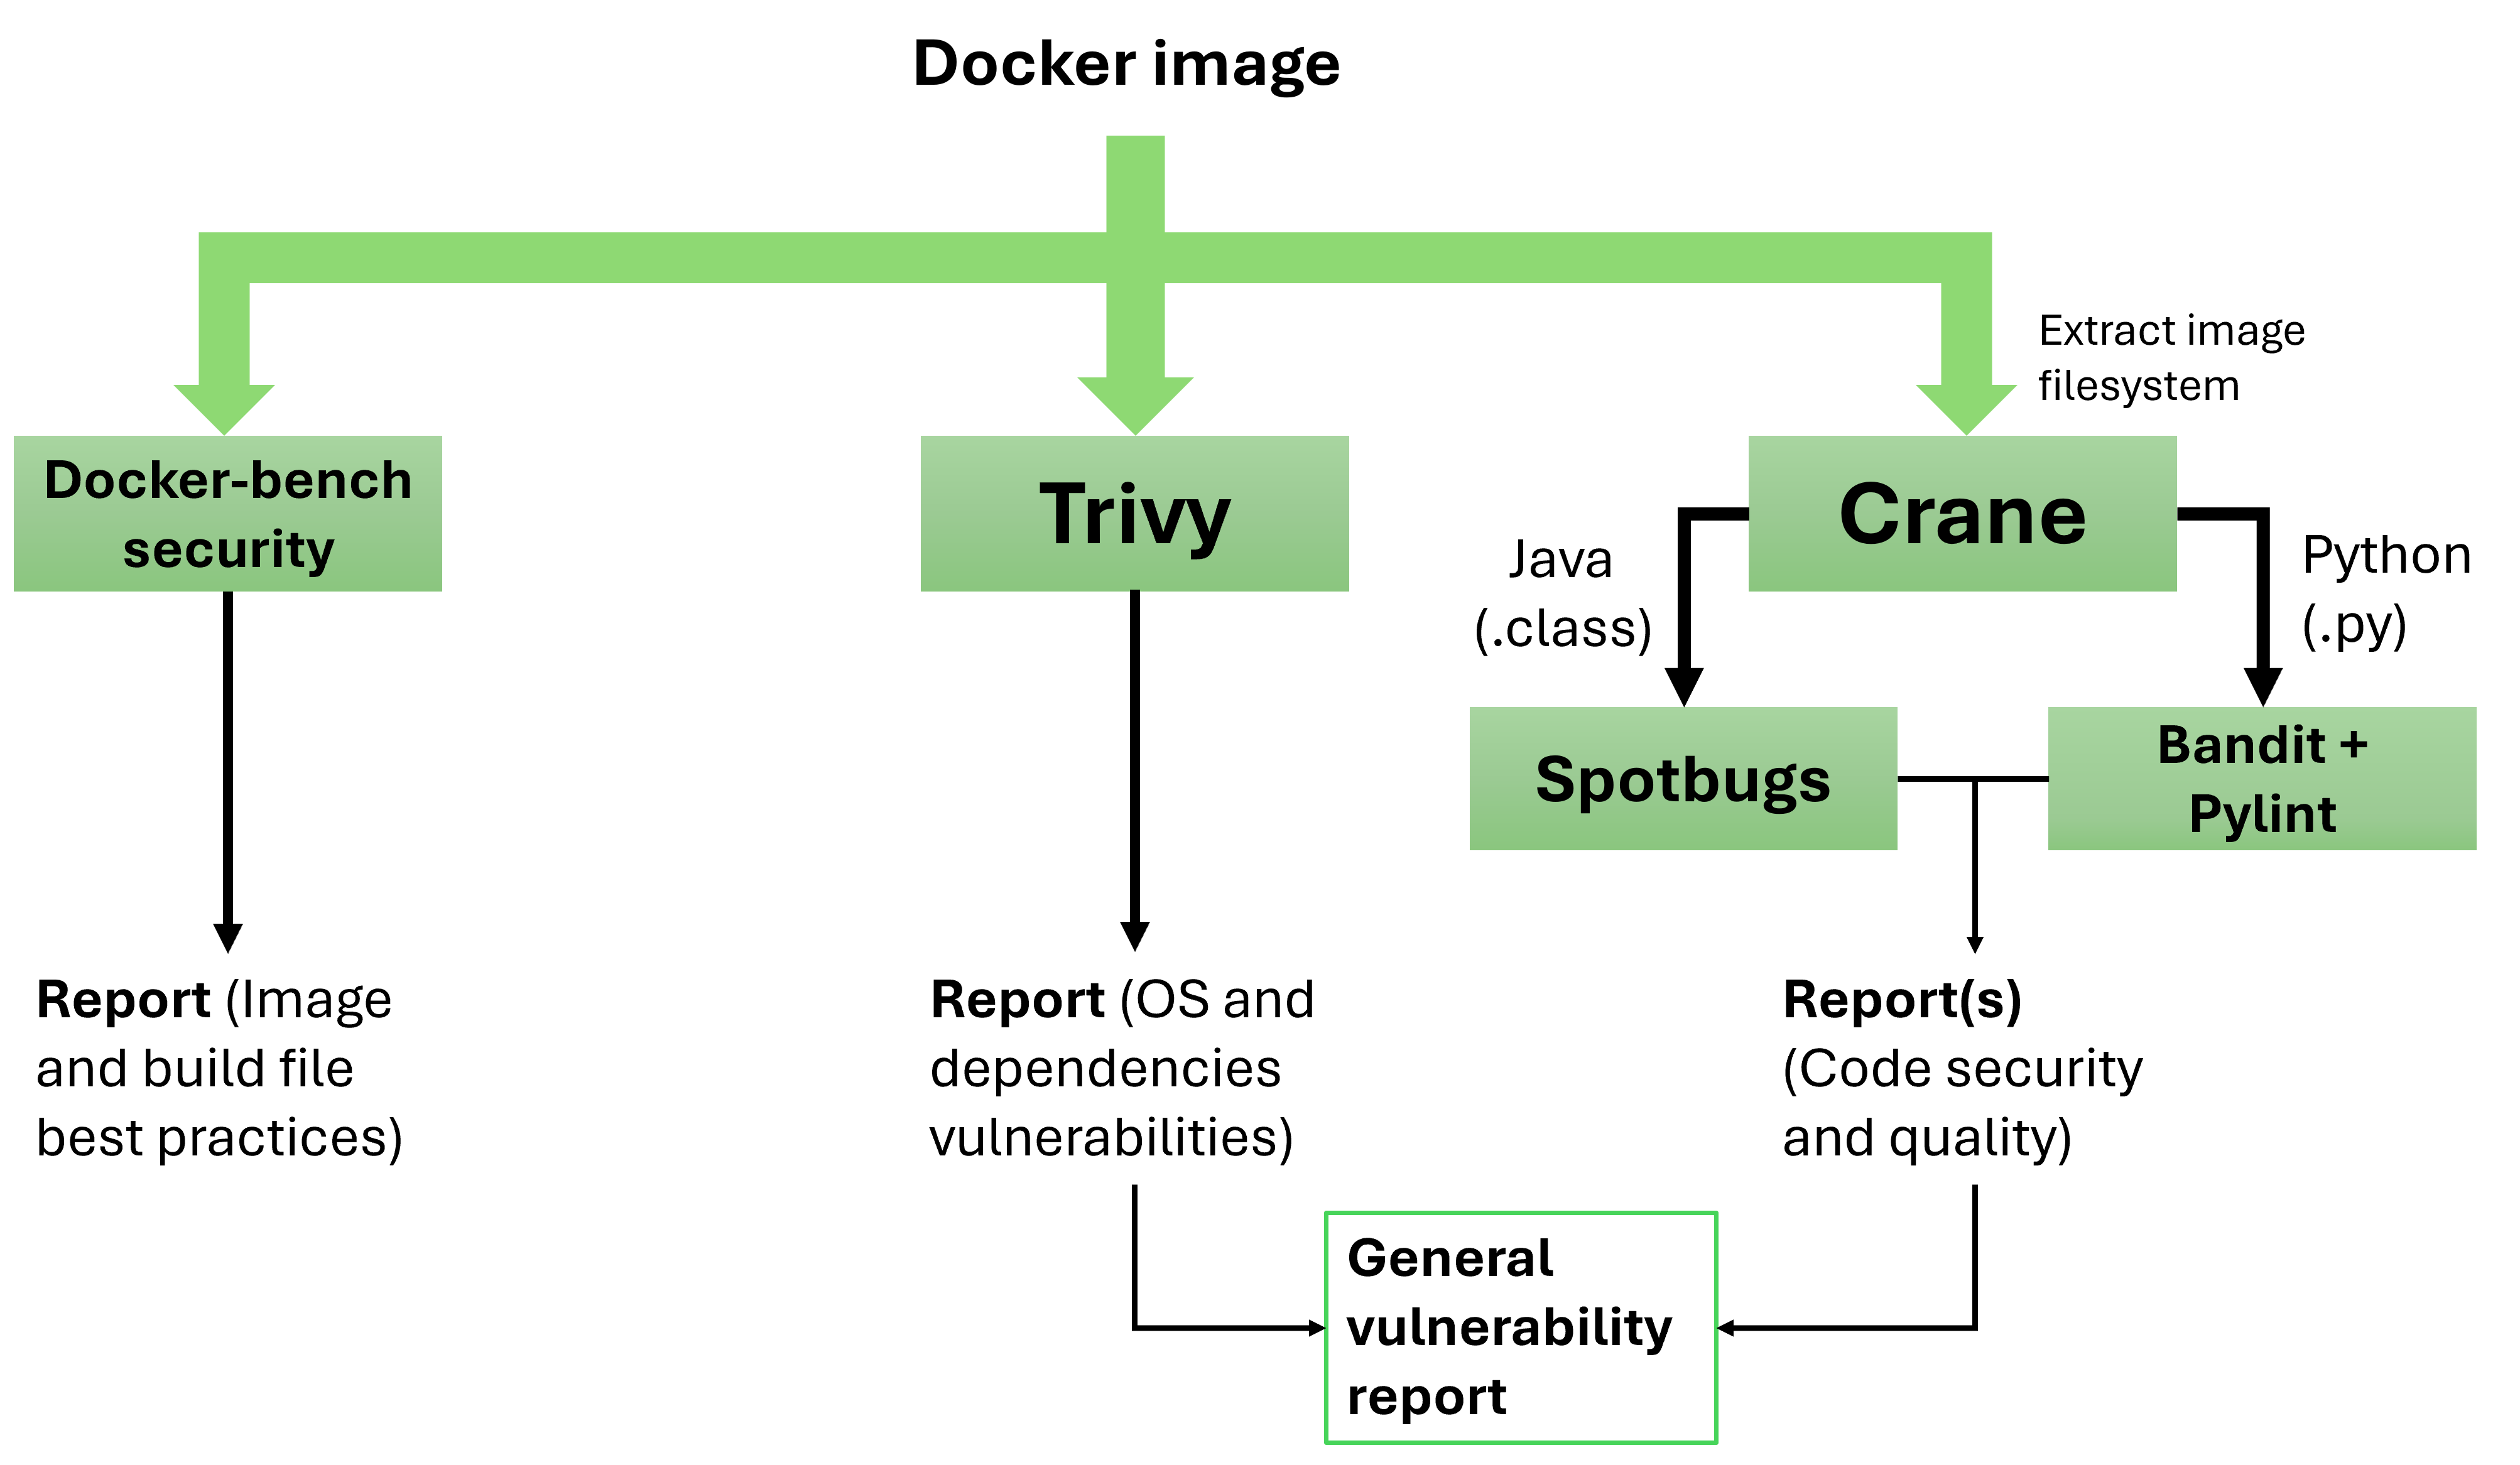 Docker image
Extract image
filesystem
Docker-bench
security
Trivy
Crane
Java
(.class)
Python
(.py)
Spotbugs
Bandit +
Pylint
Report (Image
and build file
best practices)
Report (OS and
dependencies
vulnerabilities)
Report(s)
(Code security
and quality)
General
vulnerability
report